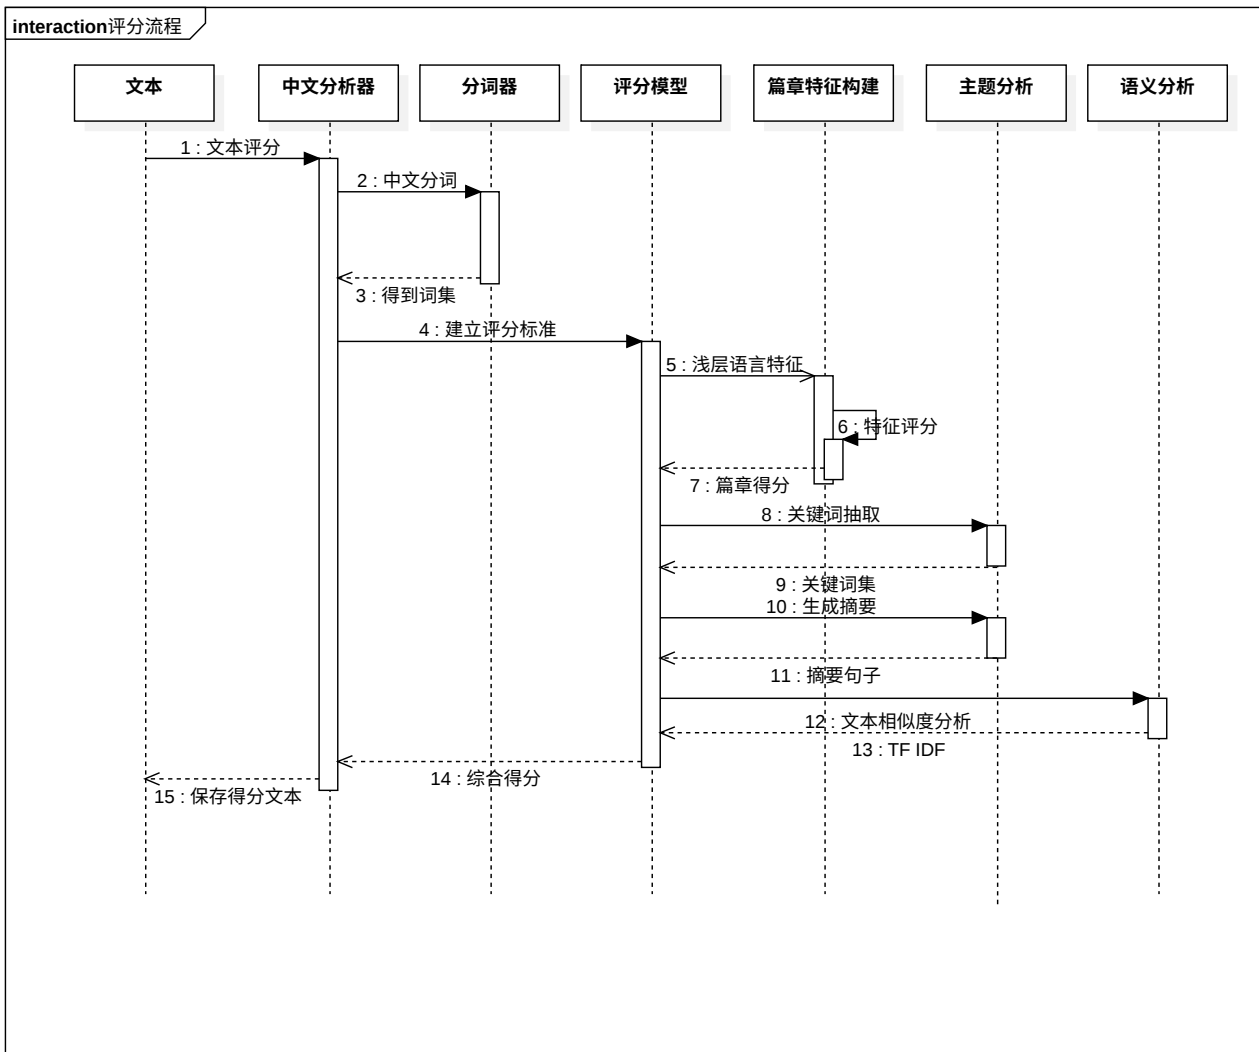 interaction评分流程
文本
中文分析器
分词器
评分模型
篇章特征构建
主题分析
语义分析
1 : 文本评分
2 : 中文分词
3 : 得到词集
4 : 建立评分标准
5 : 浅层语言特征
6 : 特征评分
7 : 篇章得分
8 : 关键词抽取
9 : 关键词集
10 : 生成摘要
11 : 摘要句子
12 : 文本相似度分析
13 : TF IDF
14 : 综合得分
15 : 保存得分文本